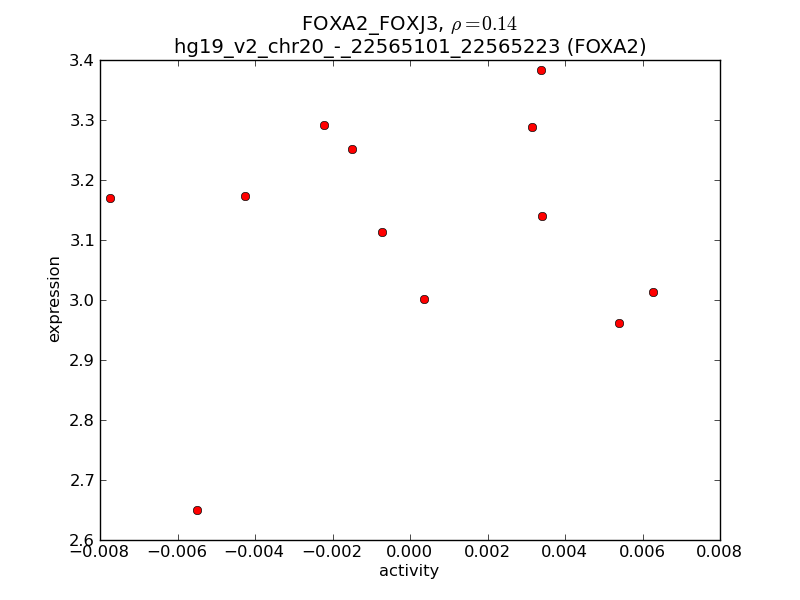 FOXA2_FOXJ3, ρ=0.14
hg19_v2_chr20_-_22565101_22565223 (FOXA2)
3.4
3.3
3.2
3.1
3.0
2.9
2.8
2.7
2.6
expression
−0.008 −0.006 −0.004 −0.002 0.000 0.002 0.004 0.006 0.008
activity